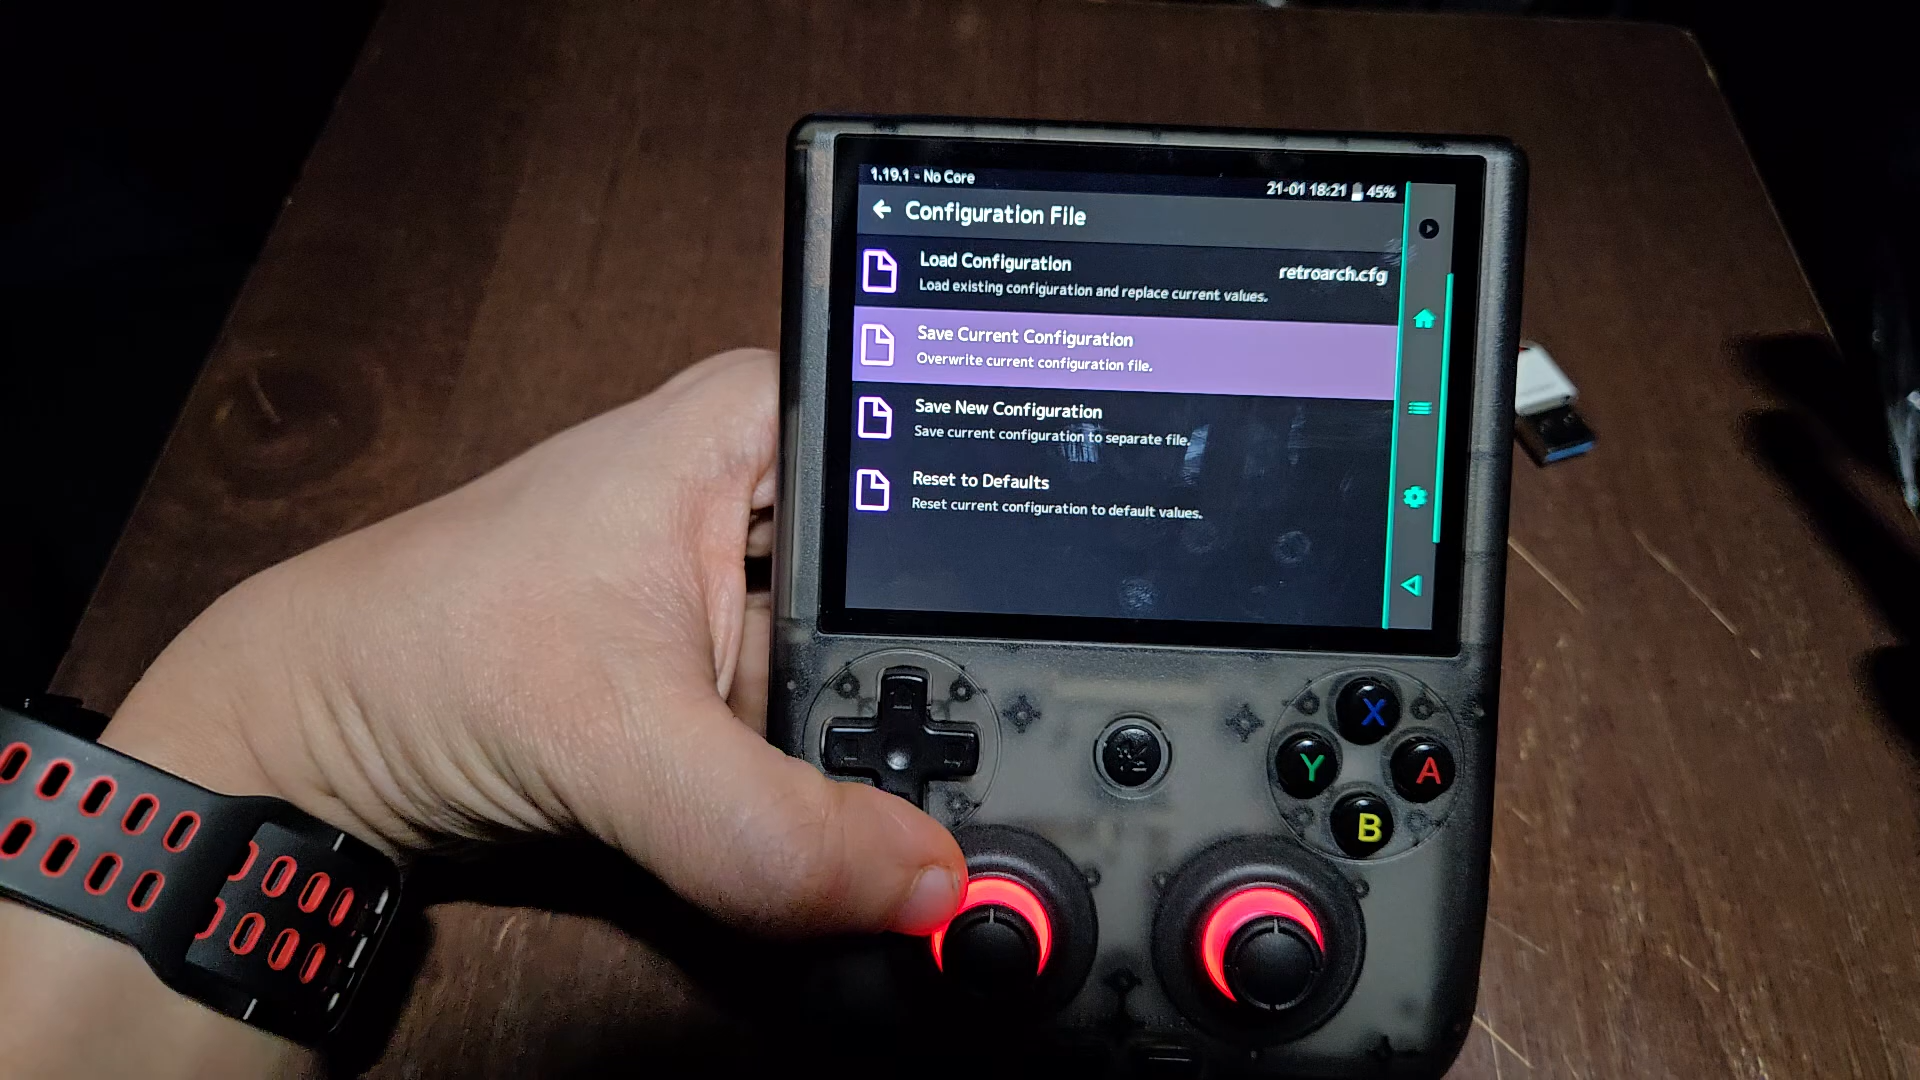 1.19.1 - No Core
21-01 18:21 45%
Configuration File
Load Configuration
retroarch.cfg
Load existing configuration and replace current values.
Save Current Configuration
Overwrite current configuration file.
Save New Configuration
Save current configuration to separate file.
Reset to Defaults
Reset current configuration to default values.
X
Y
A
B